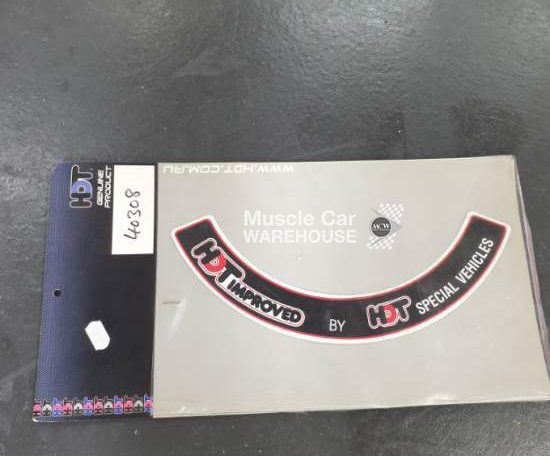 HDT
GENUINE
PRODUCT
40308
WWW.HDT.COM.AU
Muscle Car
WAREHOUSE
MCW
HDT IMPROVED BY HDT SPECIAL VEHICLES